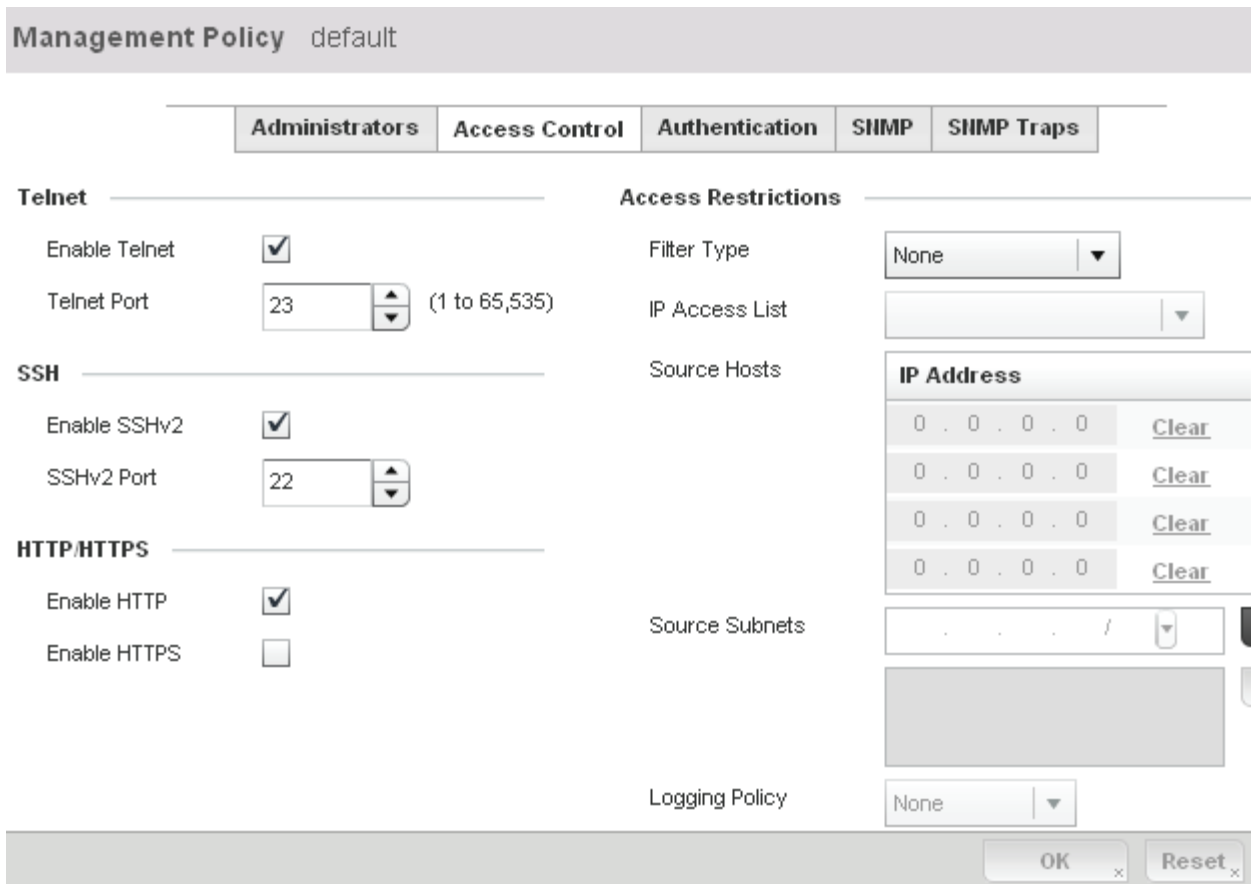 Management Policy default
Administrators
Access Control
Authentication
SNMP
SNMP Traps
Telnet
Enable Telnet
Telnet Port
23
(1 to 65,535)
SSH
Enable SSHv2
SSHv2 Port
22
HTTP/HTTPS
Enable HTTP
Enable HTTPS
Access Restrictions
Filter Type
None
IP Access List
Source Hosts
IP Address
0 . 0 . 0 . 0 Clear
0 . 0 . 0 . 0 Clear
0 . 0 . 0 . 0 Clear
0 . 0 . 0 . 0 Clear
Source Subnets
. . . /
Logging Policy
None
OK
Reset